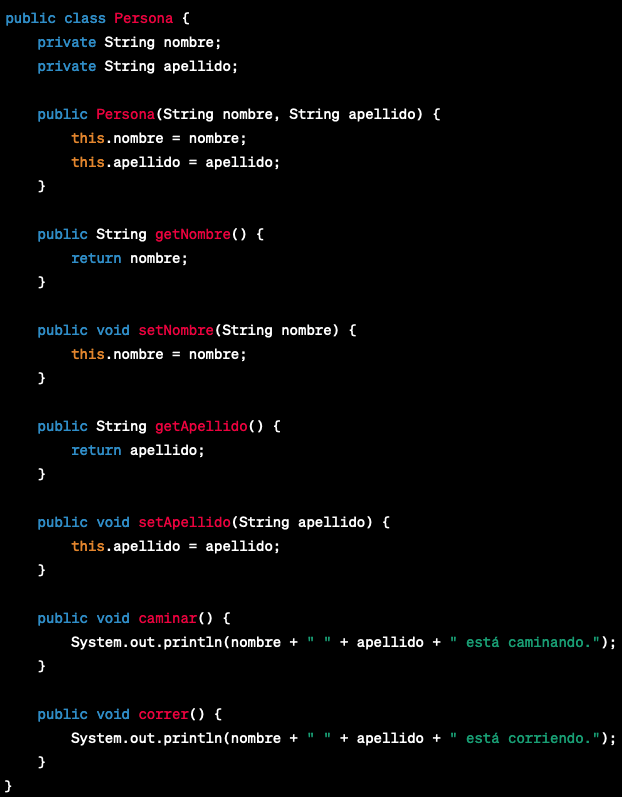 public class Persona {
    private String nombre;
    private String apellido;

    public Persona(String nombre, String apellido) {
        this.nombre = nombre;
        this.apellido = apellido;
    }

    public String getNombre() {
        return nombre;
    }

    public void setNombre(String nombre) {
        this.nombre = nombre;
    }

    public String getApellido() {
        return apellido;
    }

    public void setApellido(String apellido) {
        this.apellido = apellido;
    }

    public void caminar() {
        System.out.println(nombre + " " + apellido + " está caminando.");
    }

    public void correr() {
        System.out.println(nombre + " " + apellido + " está corriendo.");
    }
}